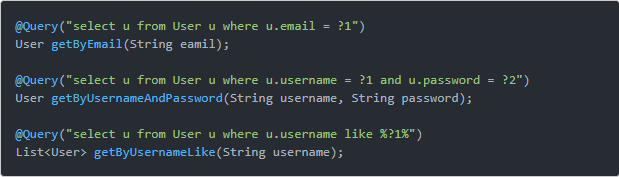 @Query("select u from User u where u.email = ?1")
User getByEmail(String eamil);
@Query("select u from User u where u.username = ?1 and u.password = ?2")
User getByUsernameAndPassword(String username, String password);
@Query("select u from User u where u.username like %?1%")
List<User> getByUsernameLike(String username);